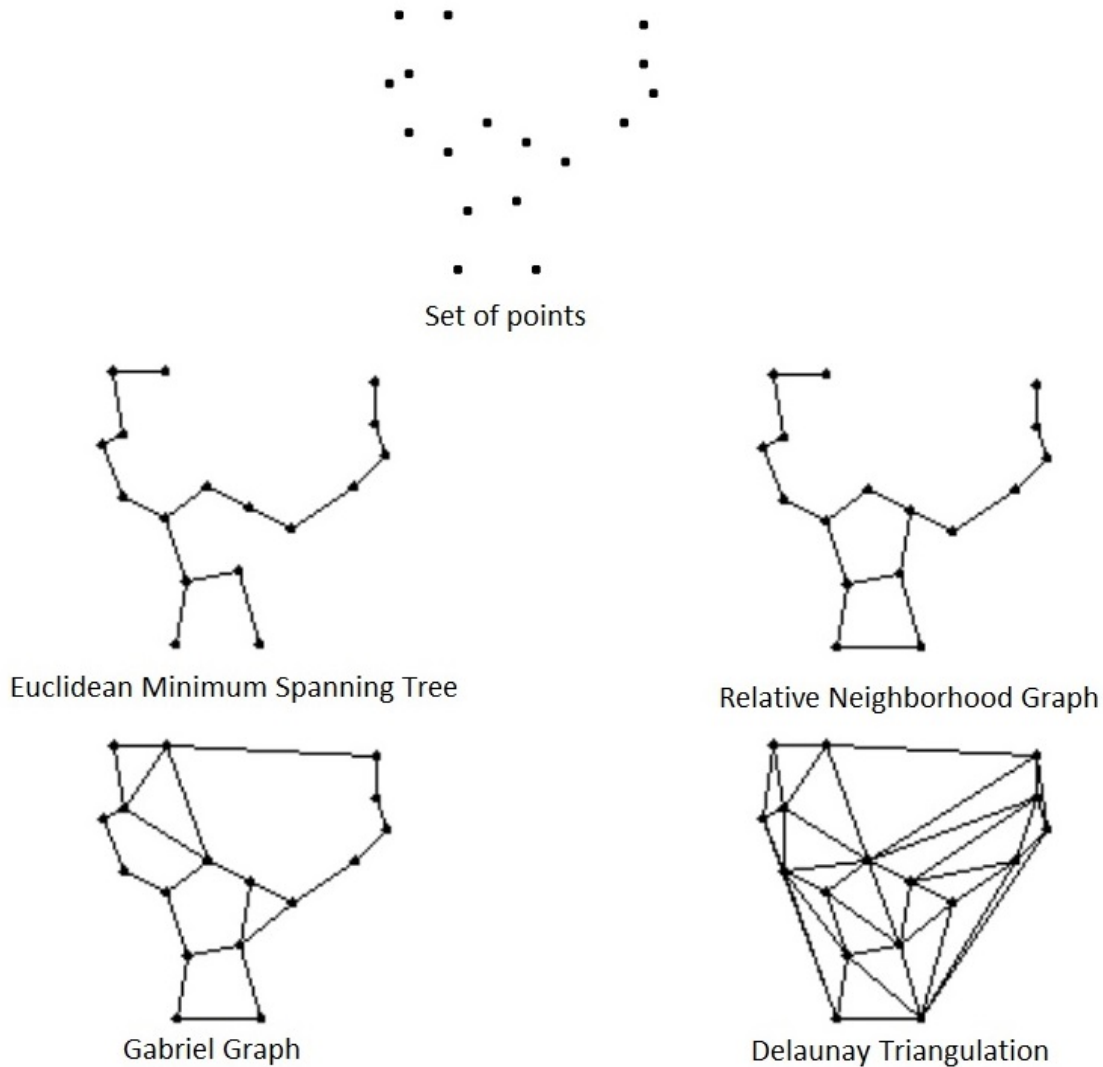 Set of points
Euclidean Minimum Spanning Tree
Relative Neighborhood Graph
Gabriel Graph
Delaunay Triangulation